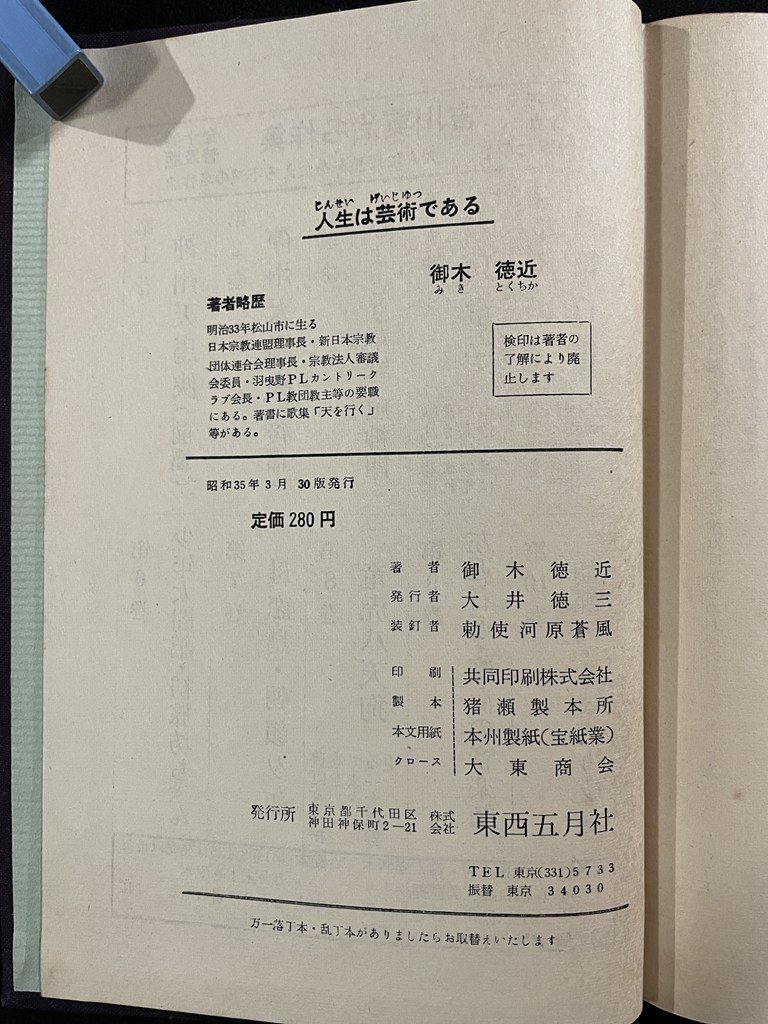 じんせい げいじゅつ
人生は芸術である
御木 徳近
みき とくちか
著者略歴
明治33年松山市に生る
日本宗教連盟理事長・新日本宗教
団体連合会理事長・宗教法人審議
会委員・羽曳野PLカントリーク
ラブ会長・PL教団教主等の要職
にある。著書に歌集「天を行く」
等がある。
検印は著者の
了解により廃
止します
昭和35年3月 30版発行
定価280円
著者 御木徳近
発行者 大井徳三
装釘者 勅使河原蒼風
印刷 共同印刷株式会社
製本 猪瀬製本所
本文用紙 本州製紙(宝紙業)
クロース 大東商会
発行所 東京都千代田区神田神保町2―21 株式会社 東西五月社
TEL 東京(331)5733
振替 東京 34030
万一落丁本・乱丁本がありましたらお取替えいたします